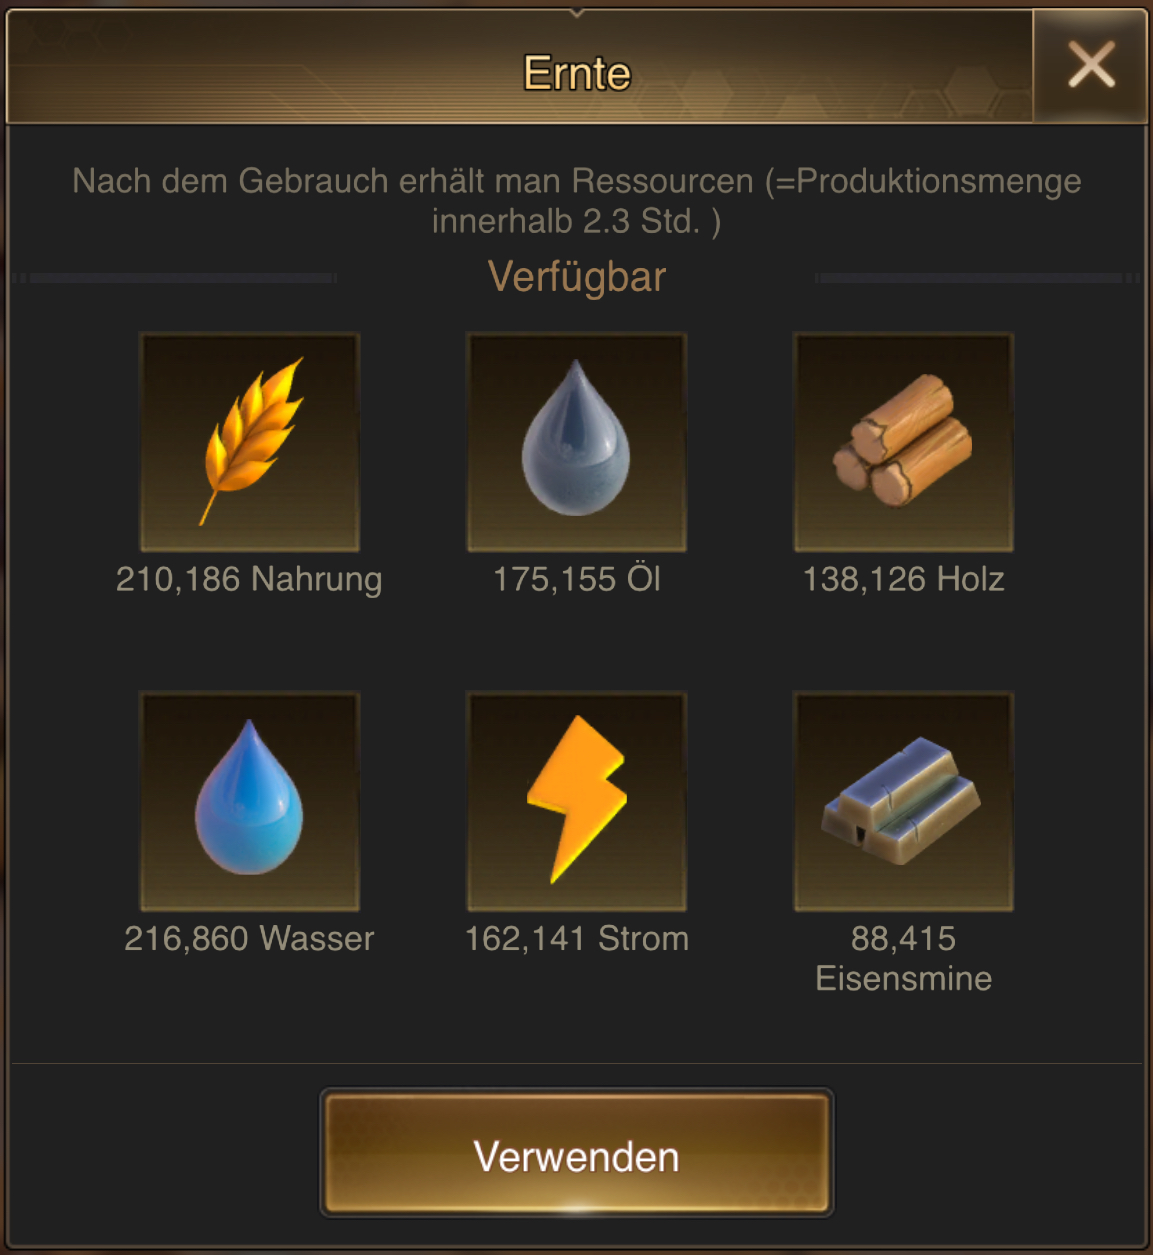 Ernte
Nach dem Gebrauch erhält man Ressourcen (=Produktionsmenge
innerhalb 2.3 Std. )
Verfügbar
210,186 Nahrung
175,155 Öl
138,126 Holz
216,860 Wasser
162,141 Strom
88,415
Eisensmine
Verwenden